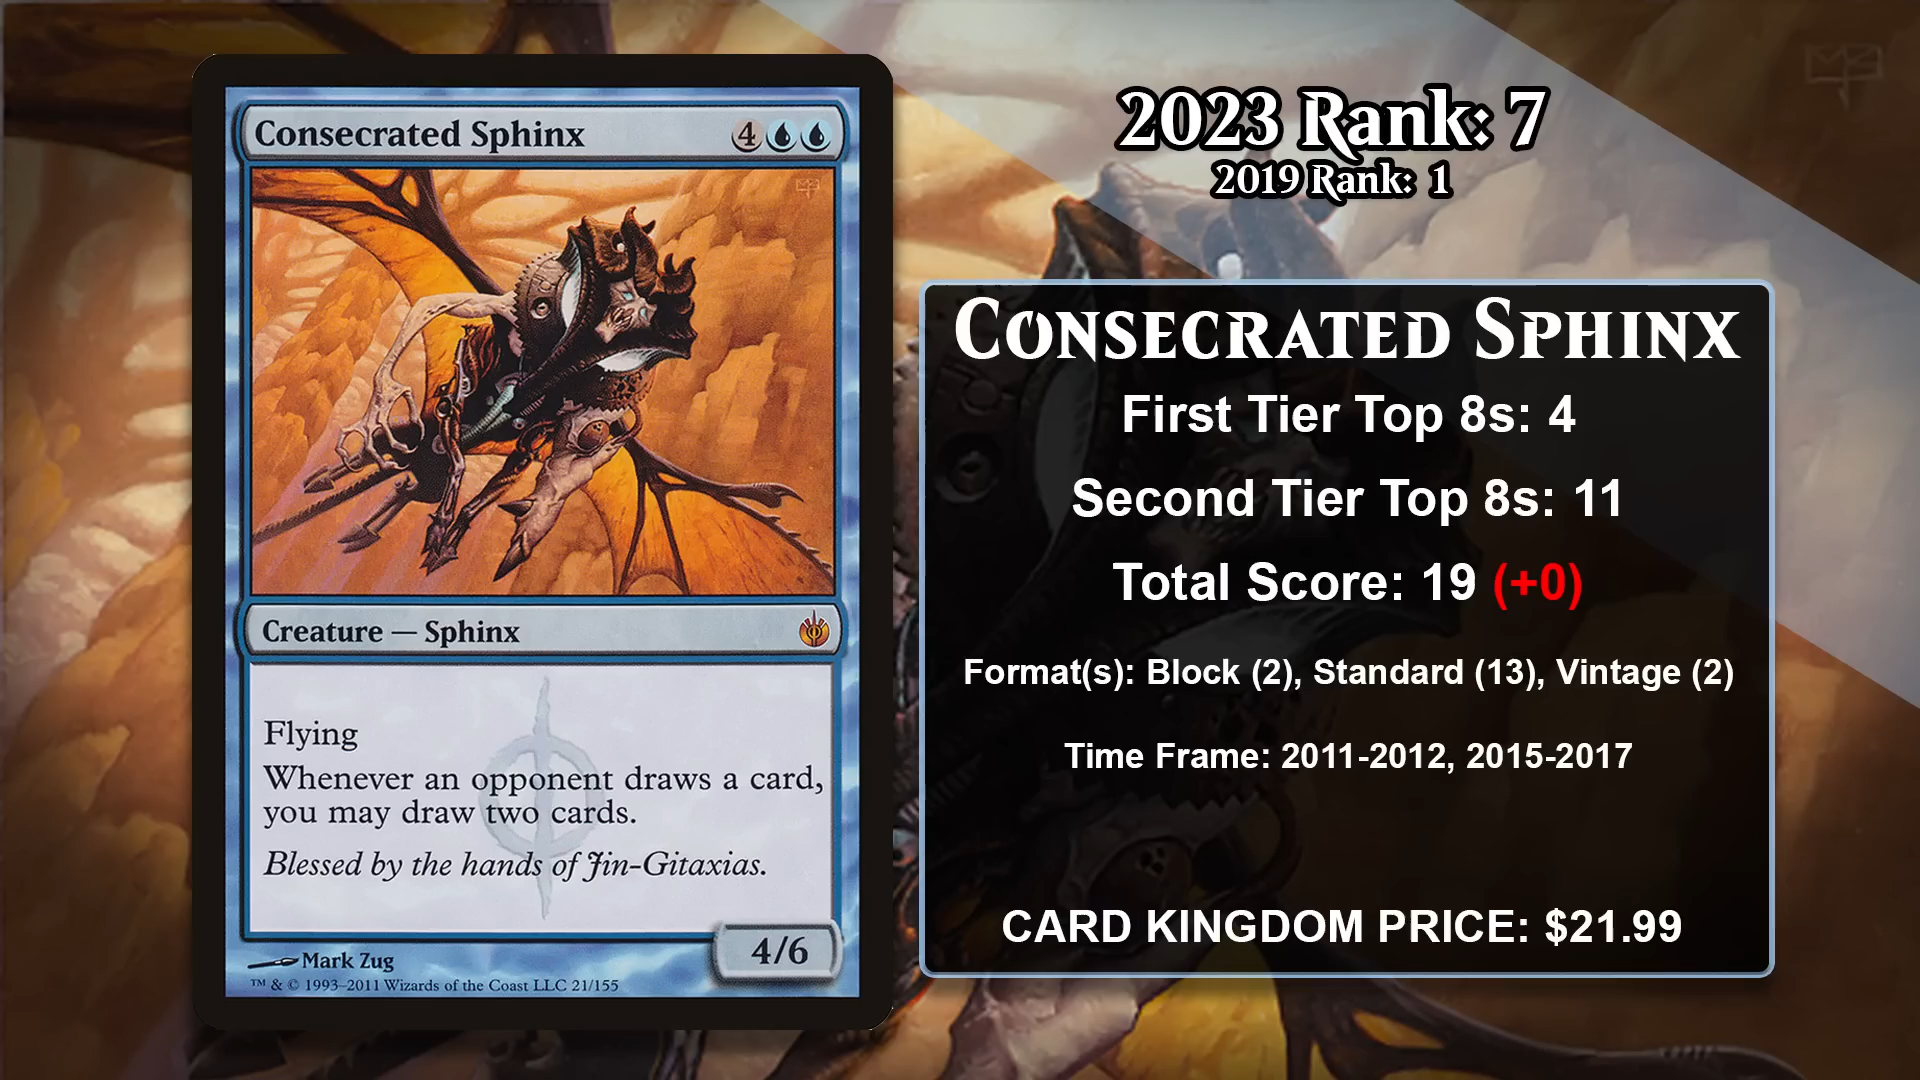 Consecrated Sphinx 4
Creature — Sphinx
Flying
Whenever an opponent draws a card,
you may draw two cards.
Blessed by the hands of Jin-Gitaxias.
4/6
Mark Zug
™ & © 1993–2011 Wizards of the Coast LLC 21/155
2023 Rank: 7
2019 Rank: 1
Consecrated Sphinx
First Tier Top 8s: 4
Second Tier Top 8s: 11
Total Score: 19 (+0)
Format(s): Block (2), Standard (13), Vintage (2)
Time Frame: 2011-2012, 2015-2017
CARD KINGDOM PRICE: $21.99